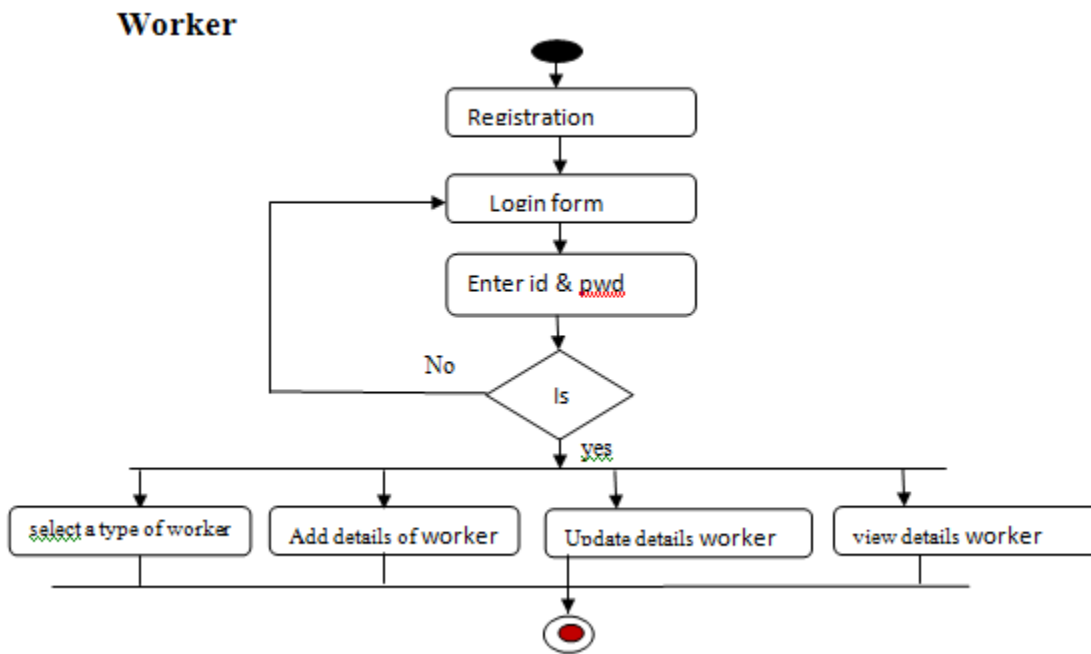 Worker
Registration
Login form
Enter id & pwd
No
Is
yes
select a type of worker
Add details of worker
Update details worker
view details worker